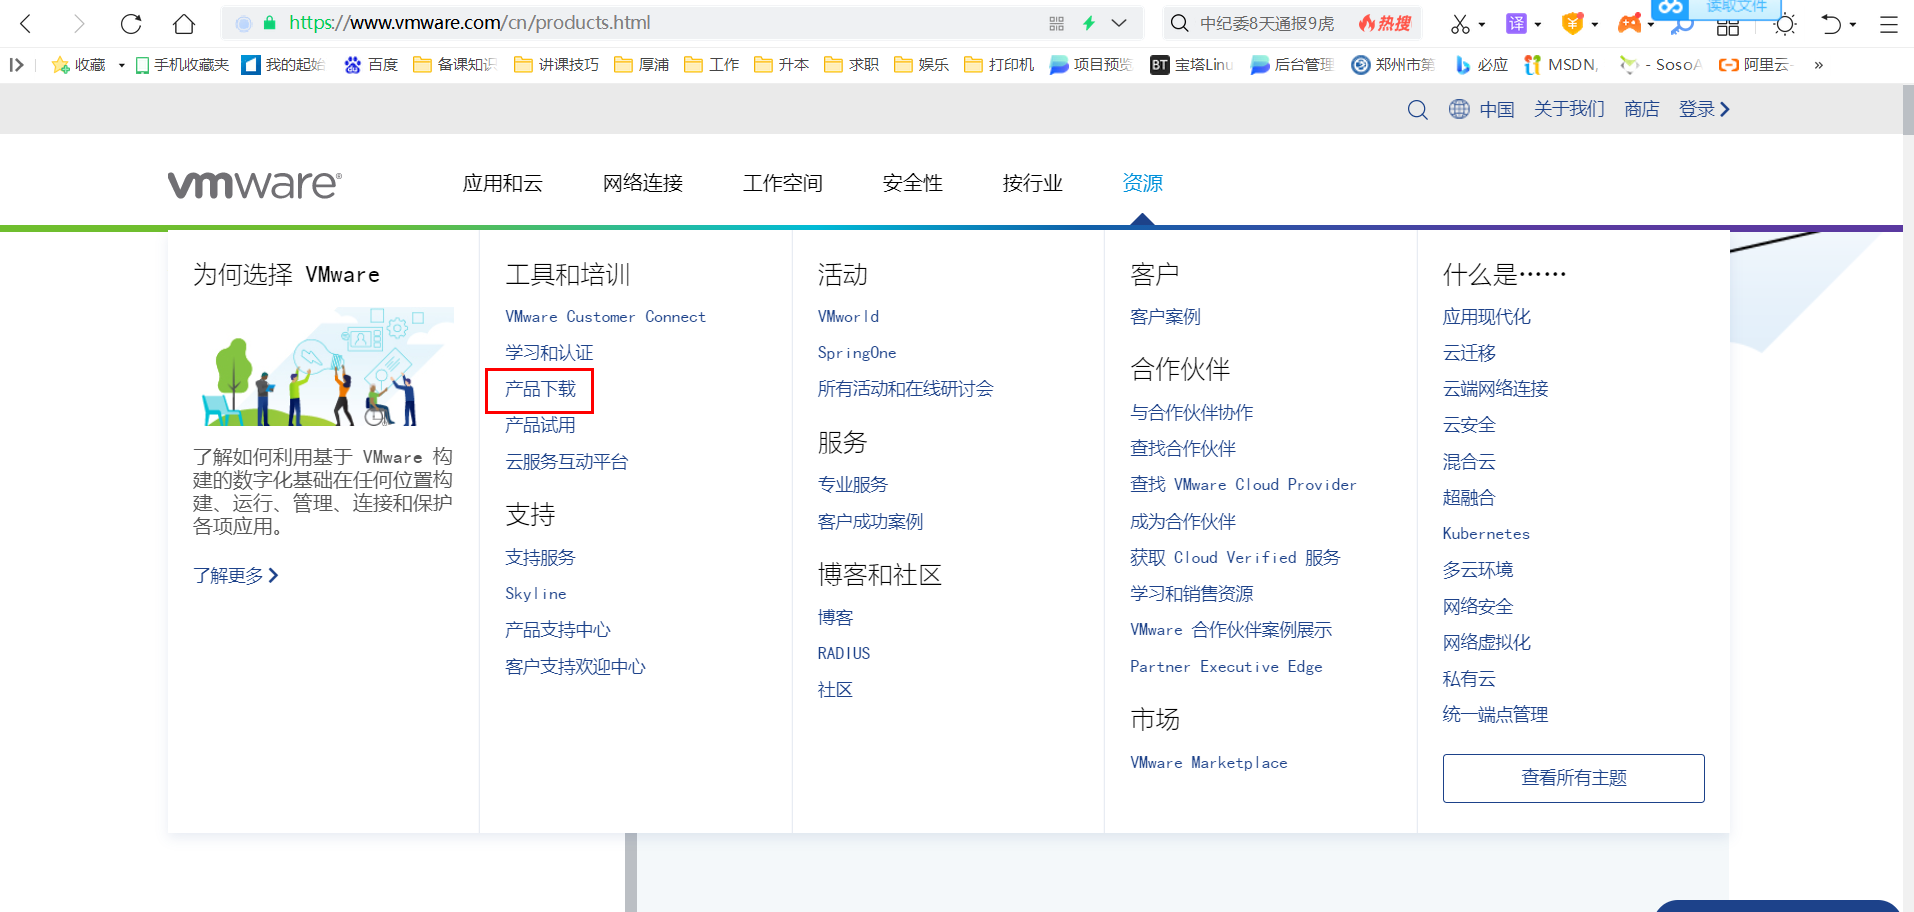 https://www.vmware.com/cn/products.html
中纪委8天通报9虎
热搜
译
读取文件
收藏
手机收藏夹
我的起始
百度
备课知识
讲课技巧
厚浦
工作
升本
求职
娱乐
打印机
项目预览
BT
宝塔Linu
后台管理
郑州市第
必应
MSDN,
- SosoA
阿里云-
中国
关于我们
商店
登录
vmware®
应用和云
网络连接
工作空间
安全性
按行业
资源
为何选择 VMware
了解如何利用基于 VMware 构
建的数字化基础在任何位置构
建、运行、管理、连接和保护
各项应用。
了解更多
工具和培训
VMware Customer Connect
学习和认证
产品下载
产品试用
云服务互动平台
支持
支持服务
Skyline
产品支持中心
客户支持欢迎中心
活动
VMworld
SpringOne
所有活动和在线研讨会
服务
专业服务
客户成功案例
博客和社区
博客
RADIUS
社区
客户
客户案例
合作伙伴
与合作伙伴协作
查找合作伙伴
查找 VMware Cloud Provider
成为合作伙伴
获取 Cloud Verified 服务
学习和销售资源
VMware 合作伙伴案例展示
Partner Executive Edge
市场
VMware Marketplace
什么是……
应用现代化
云迁移
云端网络连接
云安全
混合云
超融合
Kubernetes
多云环境
网络安全
网络虚拟化
私有云
统一端点管理
查看所有主题